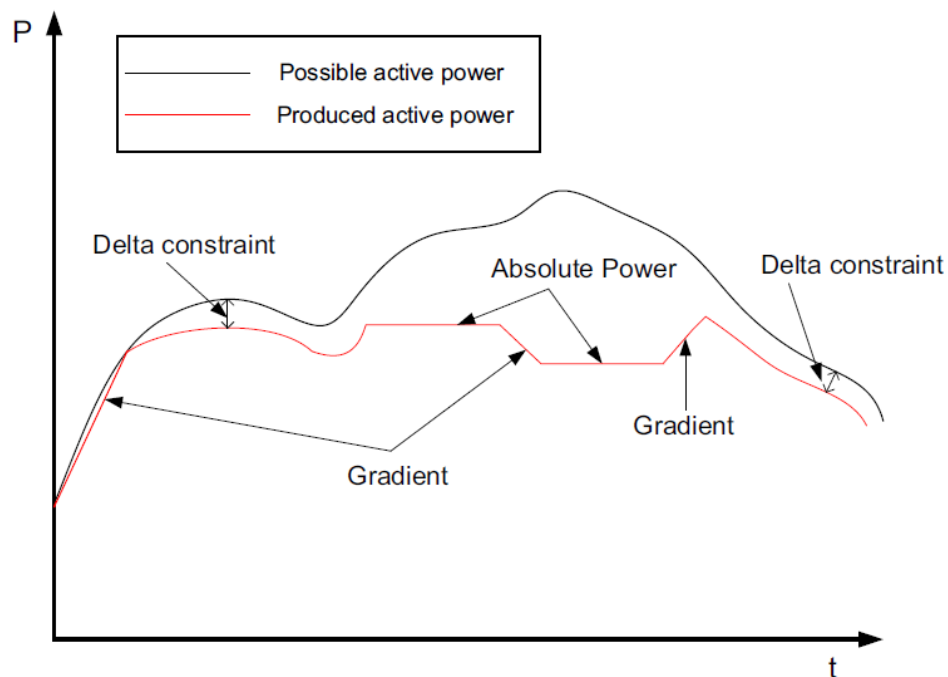 P
Possible active power
Produced active power
Delta constraint
Absolute Power
Delta constraint
Gradient
Gradient
t